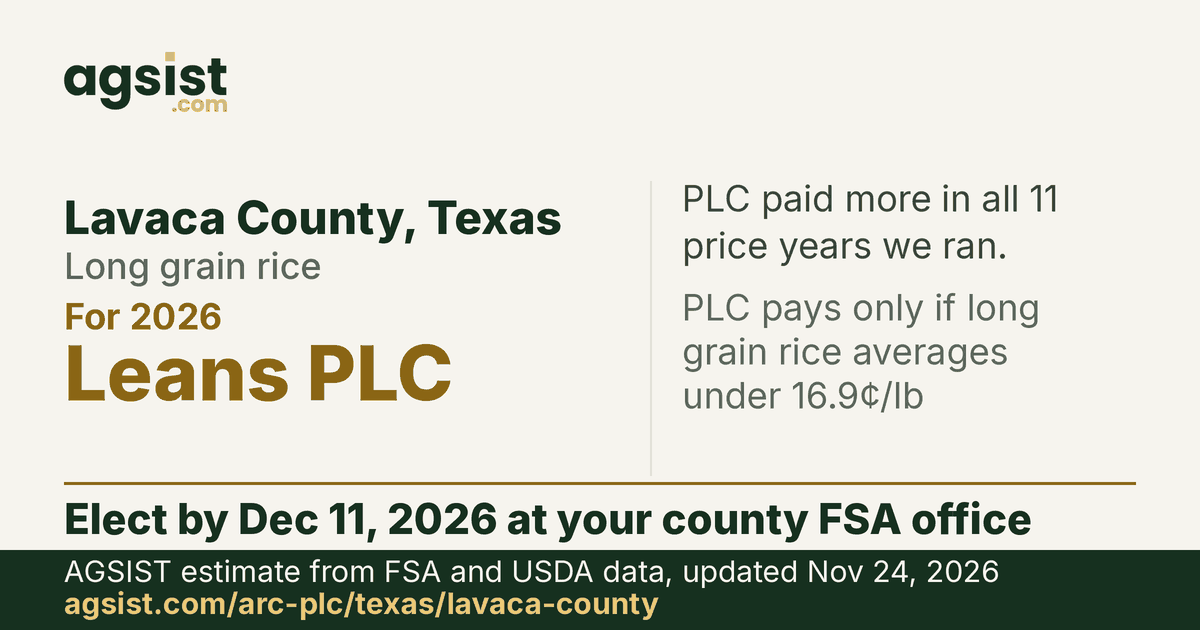 agsist
.com
Lavaca County, Texas
Long grain rice
For 2026
Leans PLC
PLC paid more in all 11
price years we ran.
PLC pays only if long
grain rice averages
under 16.9¢/lb
Elect by Dec 11, 2026 at your county FSA office
AGSIST estimate from FSA and USDA data, updated Nov 24, 2026
agsist.com/arc-plc/texas/lavaca-county